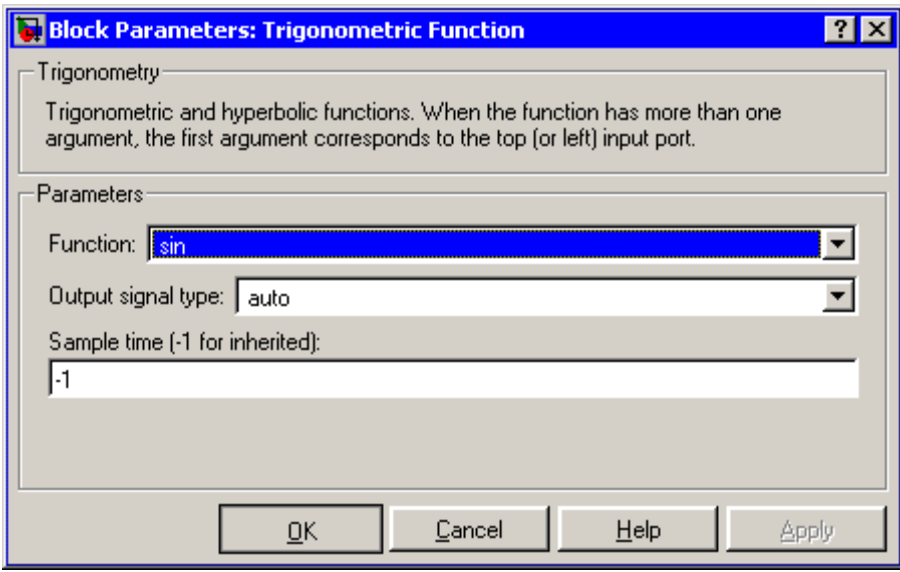 Block Parameters: Trigonometric Function
Trigonometry
Trigonometric and hyperbolic functions. When the function has more than one
argument, the first argument corresponds to the top (or left) input port.
Parameters
Function: sin
Output signal type: auto
Sample time (-1 for inherited):
-1
OK Cancel Help Apply